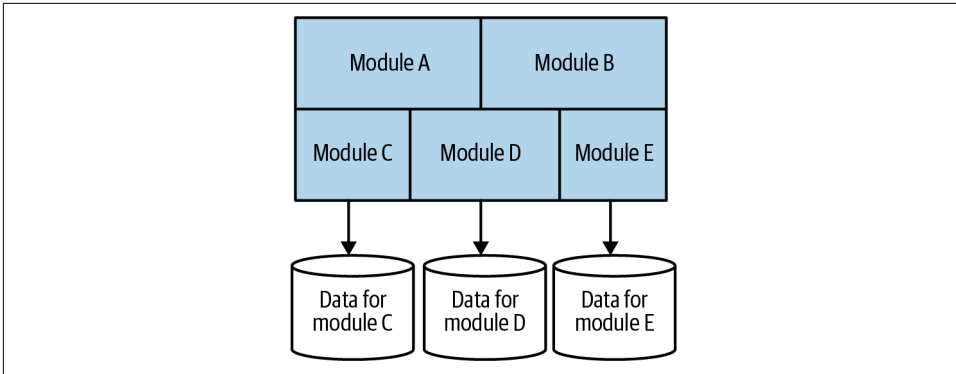 Module A
Module B
Module C
Module D
Module E
Data for
module C
Data for
module D
Data for
module E